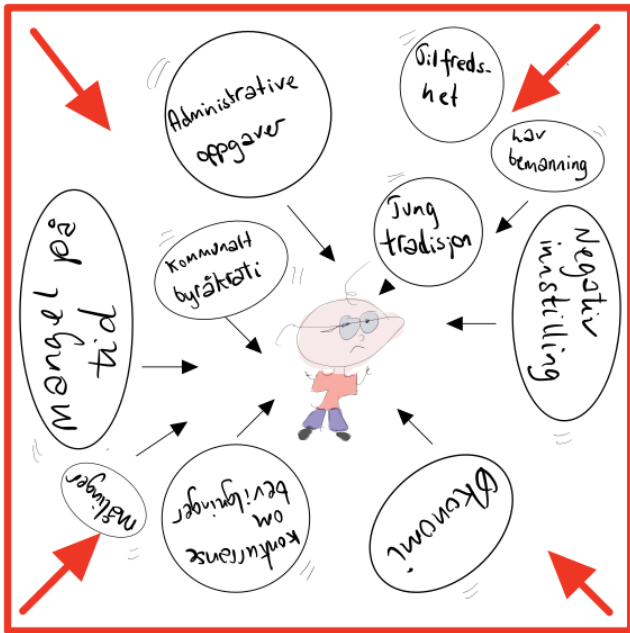 Administrative
oppgaver
Tilfreds-
het
Lav
bemanning
Tung
tradisjon
Kommunalt
byråkrati
Negativ
innstilling
mangel på
tid
målinger
konkurranse
om
bevilgninger
Økonomi